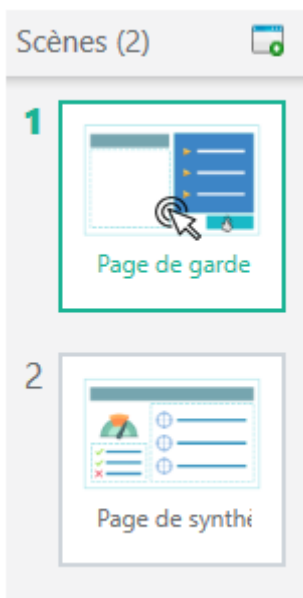 Scènes (2)
1
Page de garde
2
Page de synthè